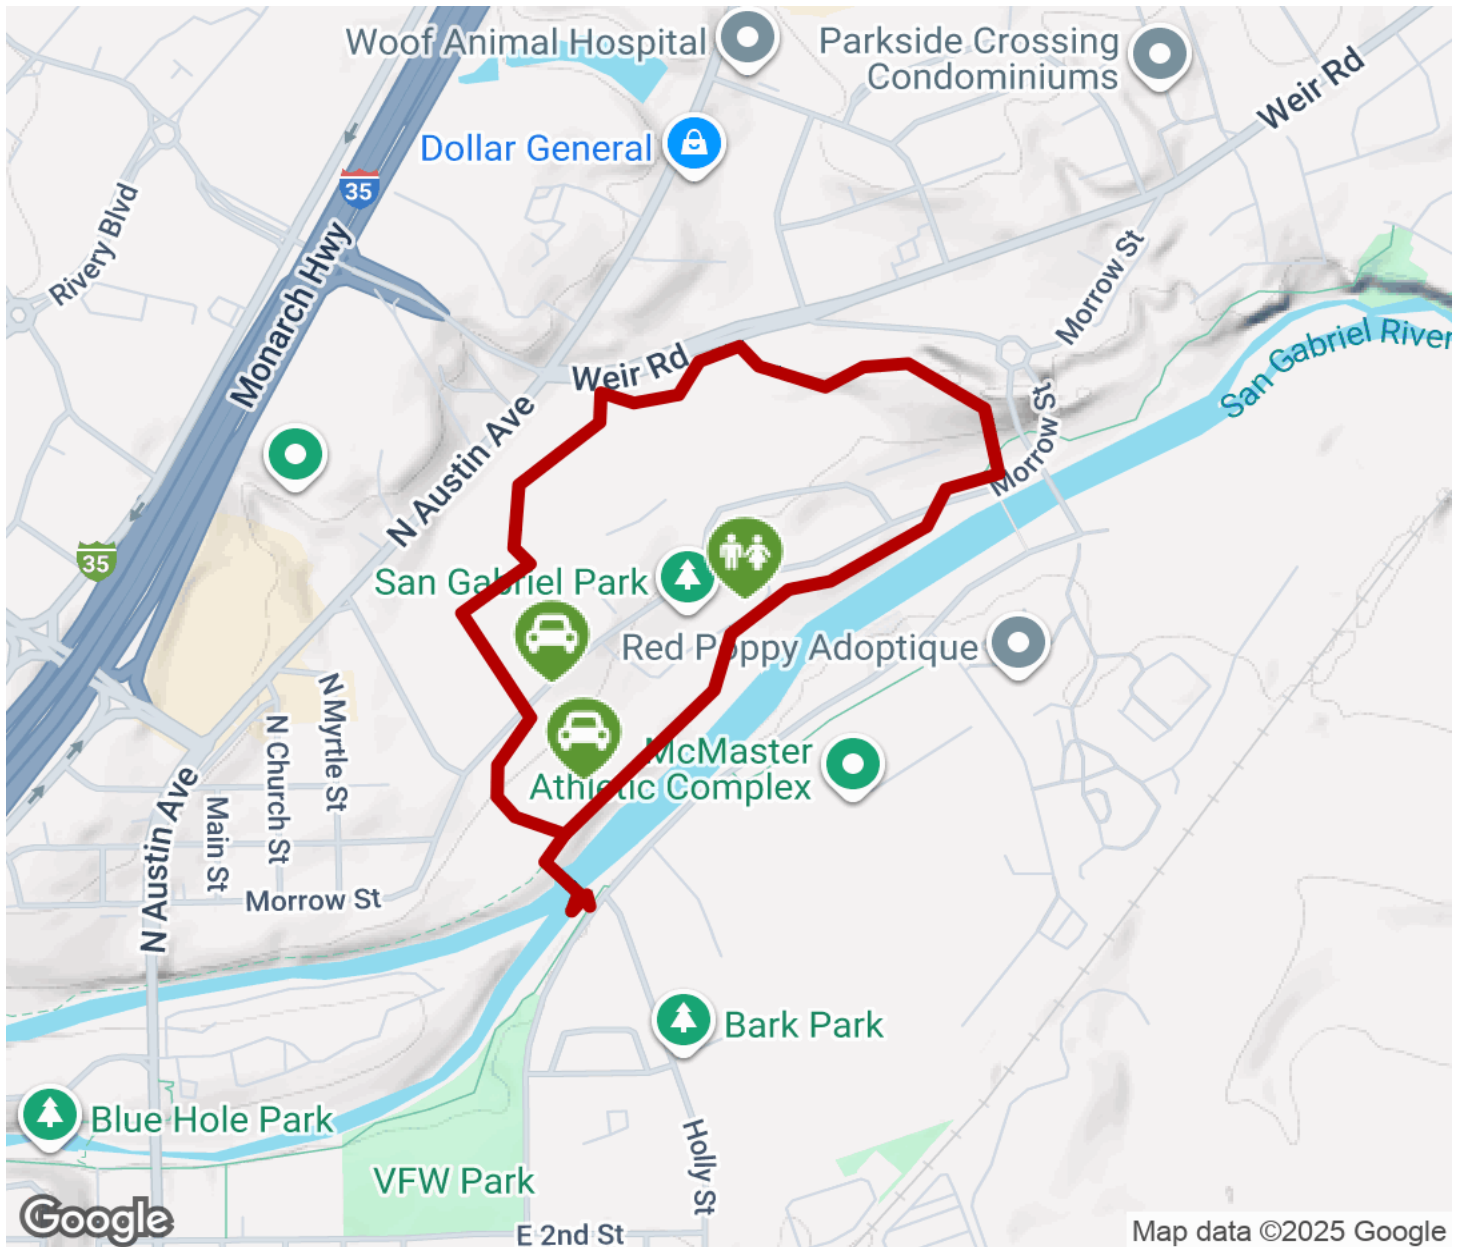 Woof Animal Hospital
Parkside Crossing
Condominiums
Weir Rd
Dollar General
35
Rivery Blvd
Monarch Hwy
Morrow St
San Gabriel River
Weir Rd
Morrow St
N Austin Ave
Morrow St
35
San Gabriel Park
Red Poppy Adoptique
N Myrtle St
N Church St
McMaster
Athletic Complex
Main St
N Austin Ave
Morrow St
Bark Park
Blue Hole Park
Holly St
VFW Park
Google
E 2nd St
Map data ©2025 Google